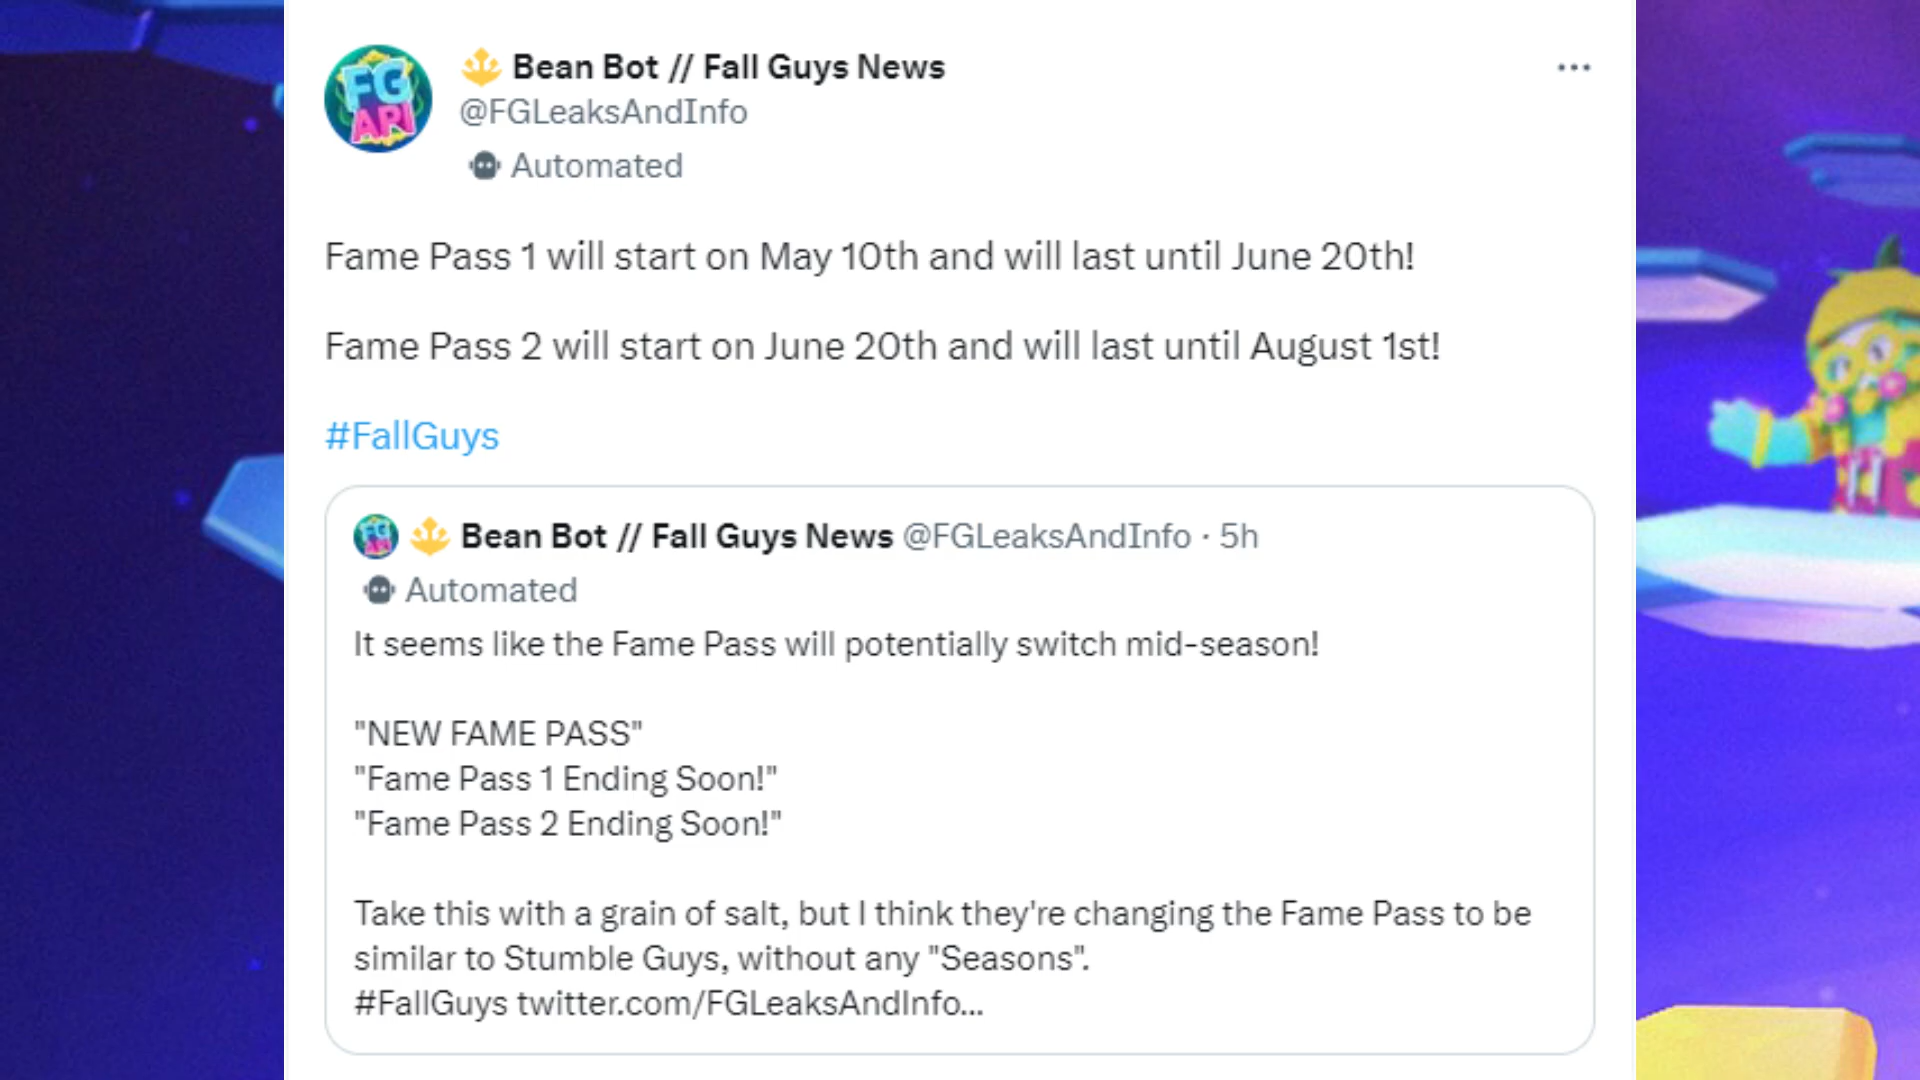 FG
API
Bean Bot // Fall Guys News
@FGLeaksAndInfo
Automated
Fame Pass 1 will start on May 10th and will last until June 20th!
Fame Pass 2 will start on June 20th and will last until August 1st!
#FallGuys
FG
API
Bean Bot // Fall Guys News @FGLeaksAndInfo · 5h
Automated
It seems like the Fame Pass will potentially switch mid-season!
"NEW FAME PASS"
"Fame Pass 1 Ending Soon!"
"Fame Pass 2 Ending Soon!"
Take this with a grain of salt, but I think they're changing the Fame Pass to be
similar to Stumble Guys, without any "Seasons".
#FallGuys twitter.com/FGLeaksAndInfo...